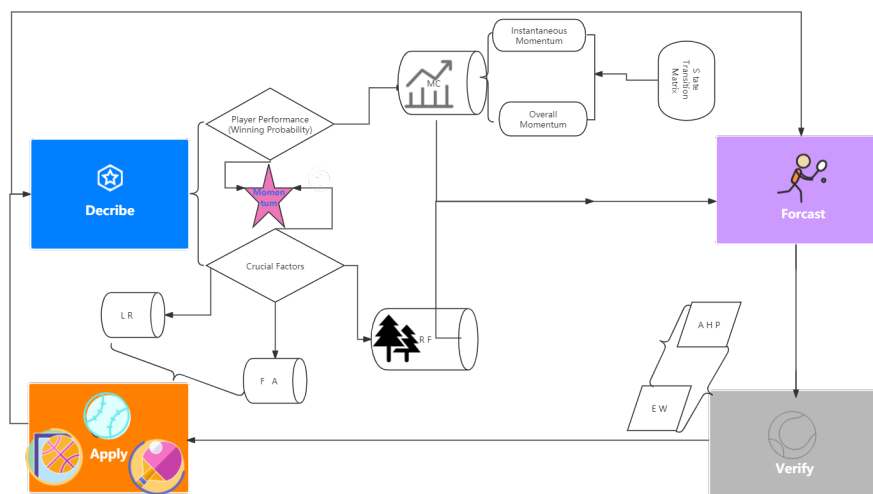 Instantaneous
Momentum
State
Transition
Matrix
MC
Player Performance
(Winning Probability)
Overall
Momentum
Decribe
Momen
tum
Forcast
Crucial Factors
L R
R F
A H P
F A
E W
Apply
Verify